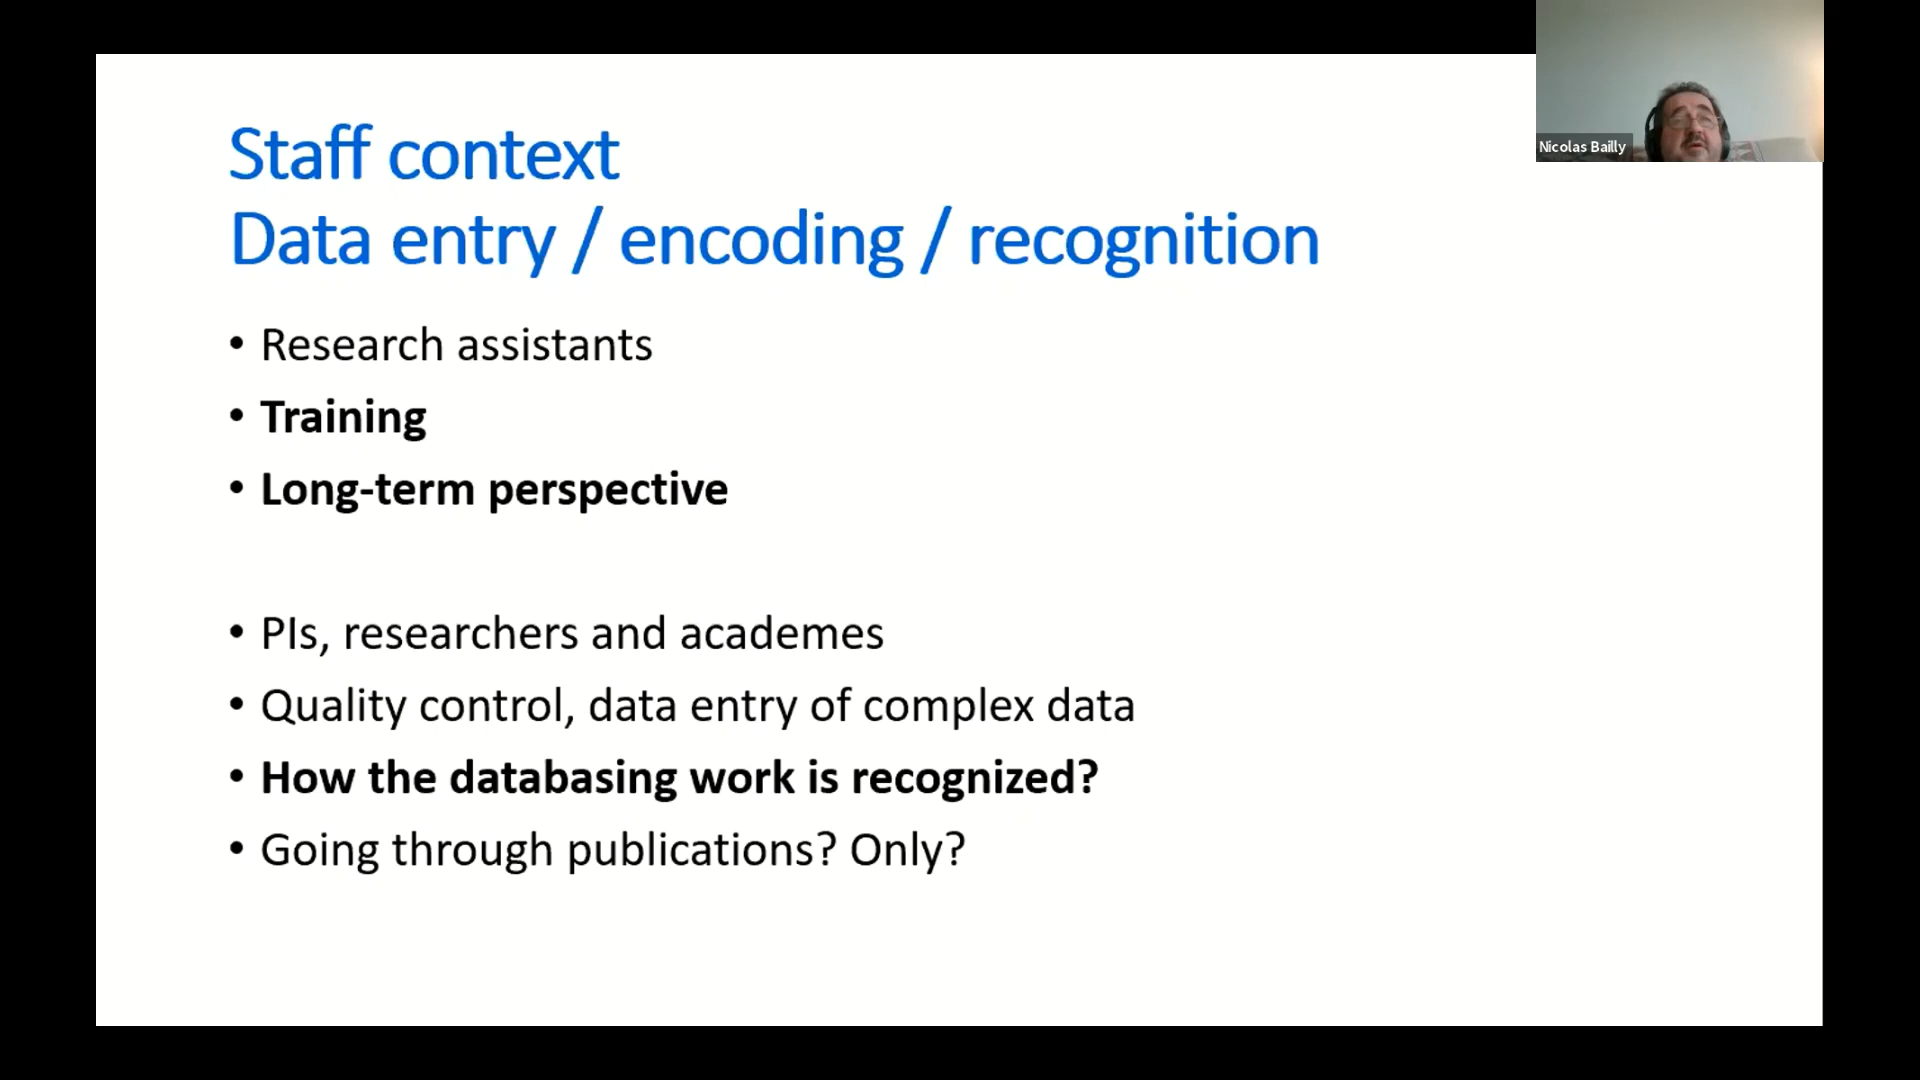 Staff context
Data entry / encoding / recognition
• Research assistants
• Training
• Long-term perspective
• PIs, researchers and academes
• Quality control, data entry of complex data
• How the databasing work is recognized?
• Going through publications? Only?
Nicolas Bailly